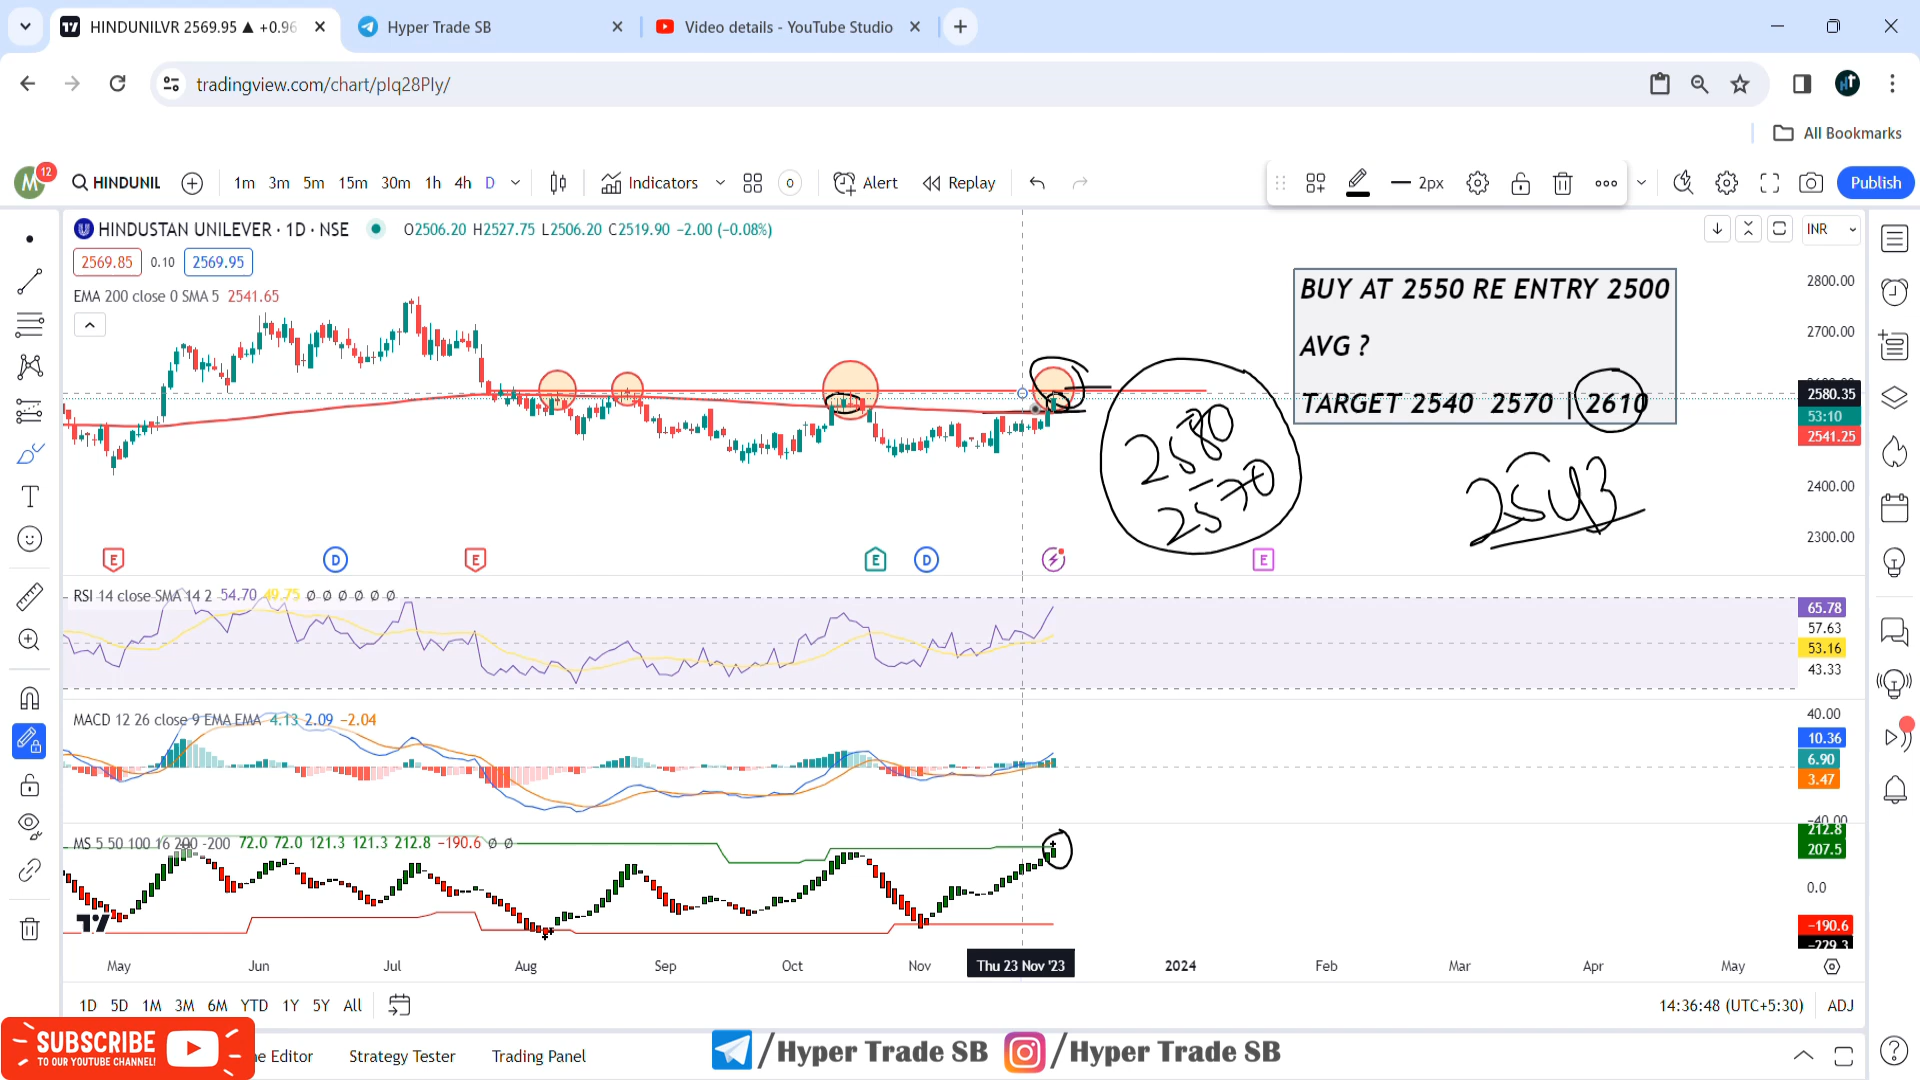 HINDUNILVR 2569.95 ▲ +0.96
Hyper Trade SB
Video details - YouTube Studio
tradingview.com/chart/pIq28PIy/
All Bookmarks
M 12 HINDUNIL 1m 3m 5m 15m 30m 1h 4h D Indicators 0 Alert Replay 2px Publish
HINDUSTAN UNILEVER · 1D · NSE O2506.20 H2527.75 L2506.20 C2519.90 −2.00 (−0.08%)
INR
2569.85 0.10 2569.95
EMA 200 close 0 SMA 5 2541.65
BUY AT 2550 RE ENTRY 2500
AVG ?
TARGET 2540 2570 | 2610
2580
2570
2543
2800.00
2700.00
2580.35
53:10
2541.25
2400.00
2300.00
E D E E D E
RSI 14 close SMA 14 2 54.70 49.75 ∅ ∅ ∅ ∅ ∅ ∅
65.78
57.63
53.16
43.33
MACD 12 26 close 9 EMA EMA 4.13 2.09 −2.04
40.00
10.36
6.90
3.47
−40.00
MS 5 50 100 16 200 -200 72.0 72.0 121.3 121.3 212.8 −190.6 ∅ ∅
212.8
207.5
0.0
−190.6
−229.3
May Jun Jul Aug Sep Oct Nov Thu 23 Nov '23 2024 Feb Mar Apr May
1D 5D 1M 3M 6M YTD 1Y 5Y All
14:36:48 (UTC+5:30) ADJ
SUBSCRIBE
TO OUR YOUTUBE CHANNEL!
ne Editor Strategy Tester Trading Panel
/Hyper Trade SB /Hyper Trade SB